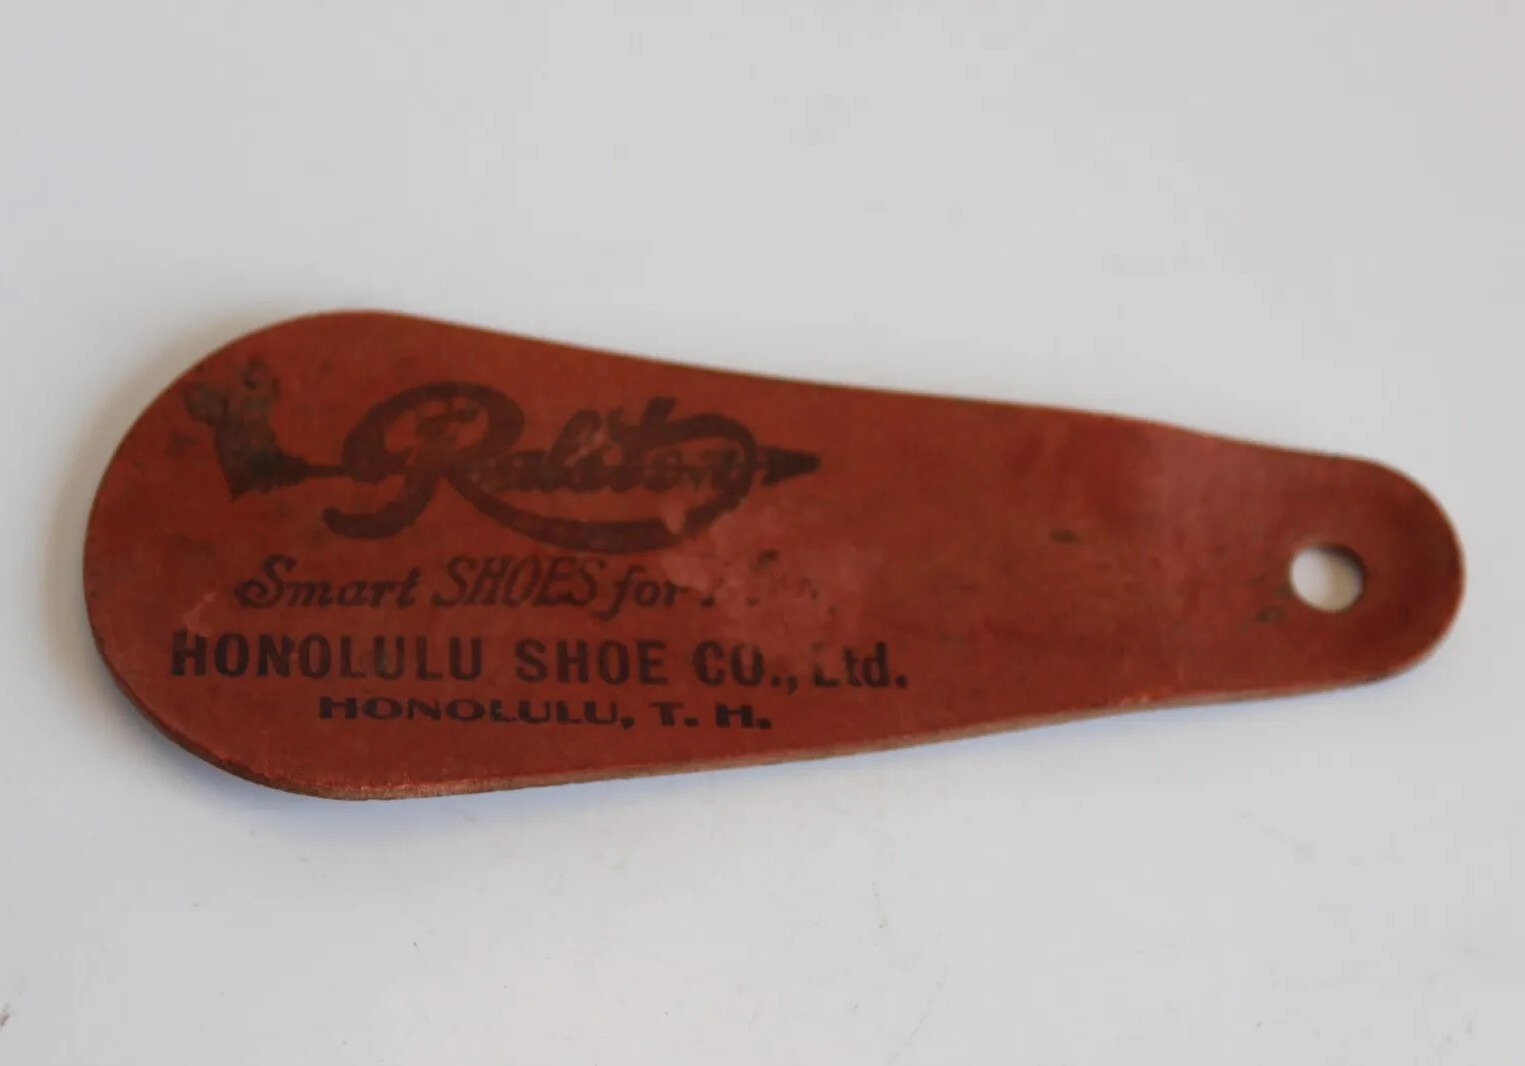 Ralston
Smart SHOES for
HONOLULU SHOE CO., Ltd.
HONOLULU, T. H.